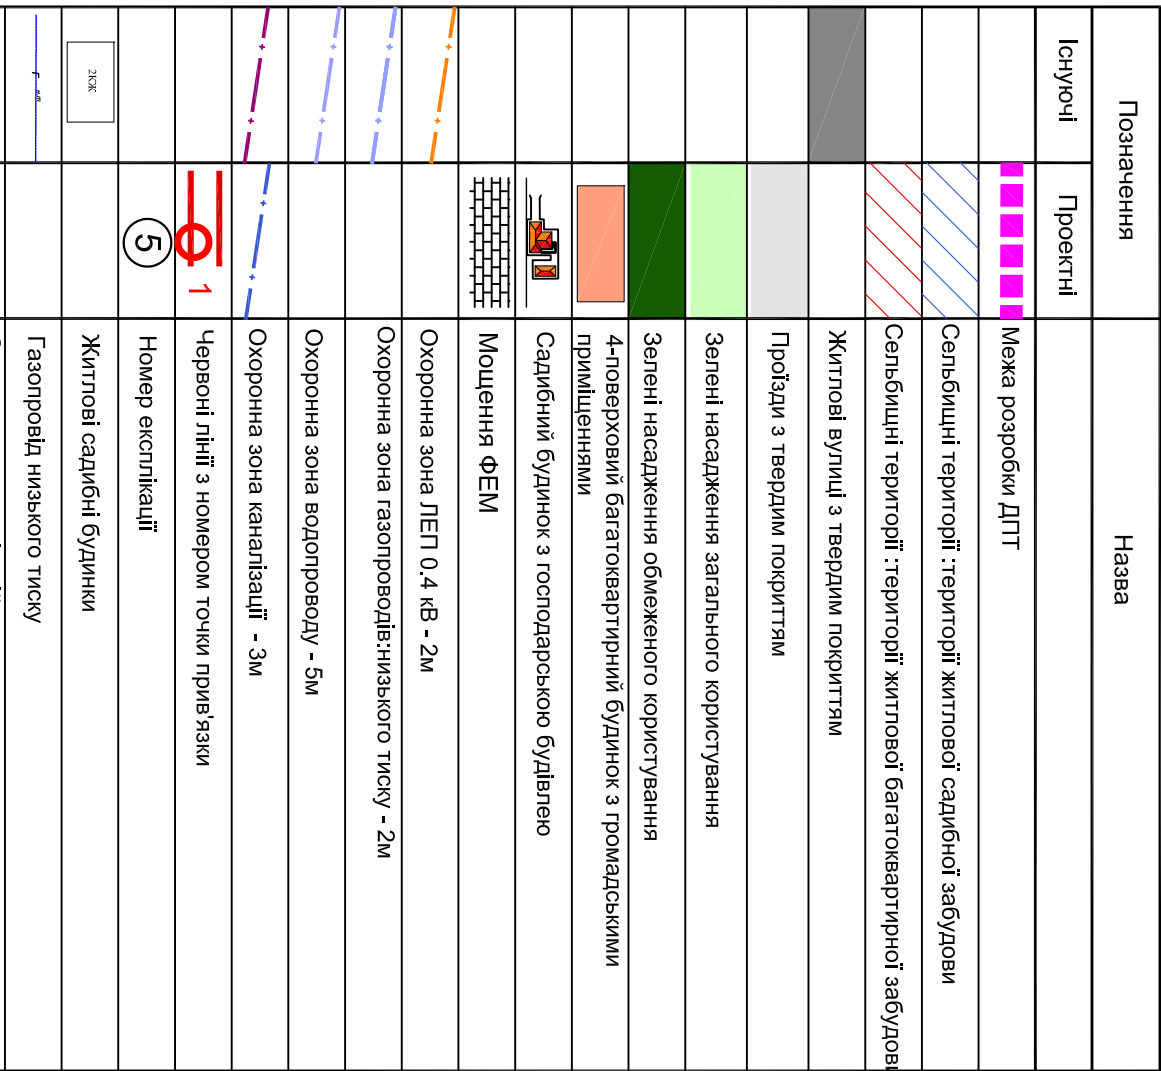 Позначення
Назва
Існуючі
Проектні
Межа розробки ДПТ
Сельбищні території :території житлової садибної забудови
Сельбищні території :території житлової багатоквартирної забудови
Житлові вулиці з твердим покриттям
Проїзди з твердим покриттям
Зелені насадження загального користування
Зелені насадження обмеженого користування
4-поверховий багатоквартирний будинок з громадськими
приміщеннями
Садибний будинок з господарською будівлею
Мощення ФЕМ
Охоронна зона ЛЕП 0.4 кВ - 2м
Охоронна зона газопроводів:низького тиску - 2м
Охоронна зона водопроводу - 5м
Охоронна зона каналізації - 3м
1
Червоні лінії з номером точки прив'язки
5
Номер експлікації
2КЖ
Житлові садибні будинки
Газопровід низького тиску